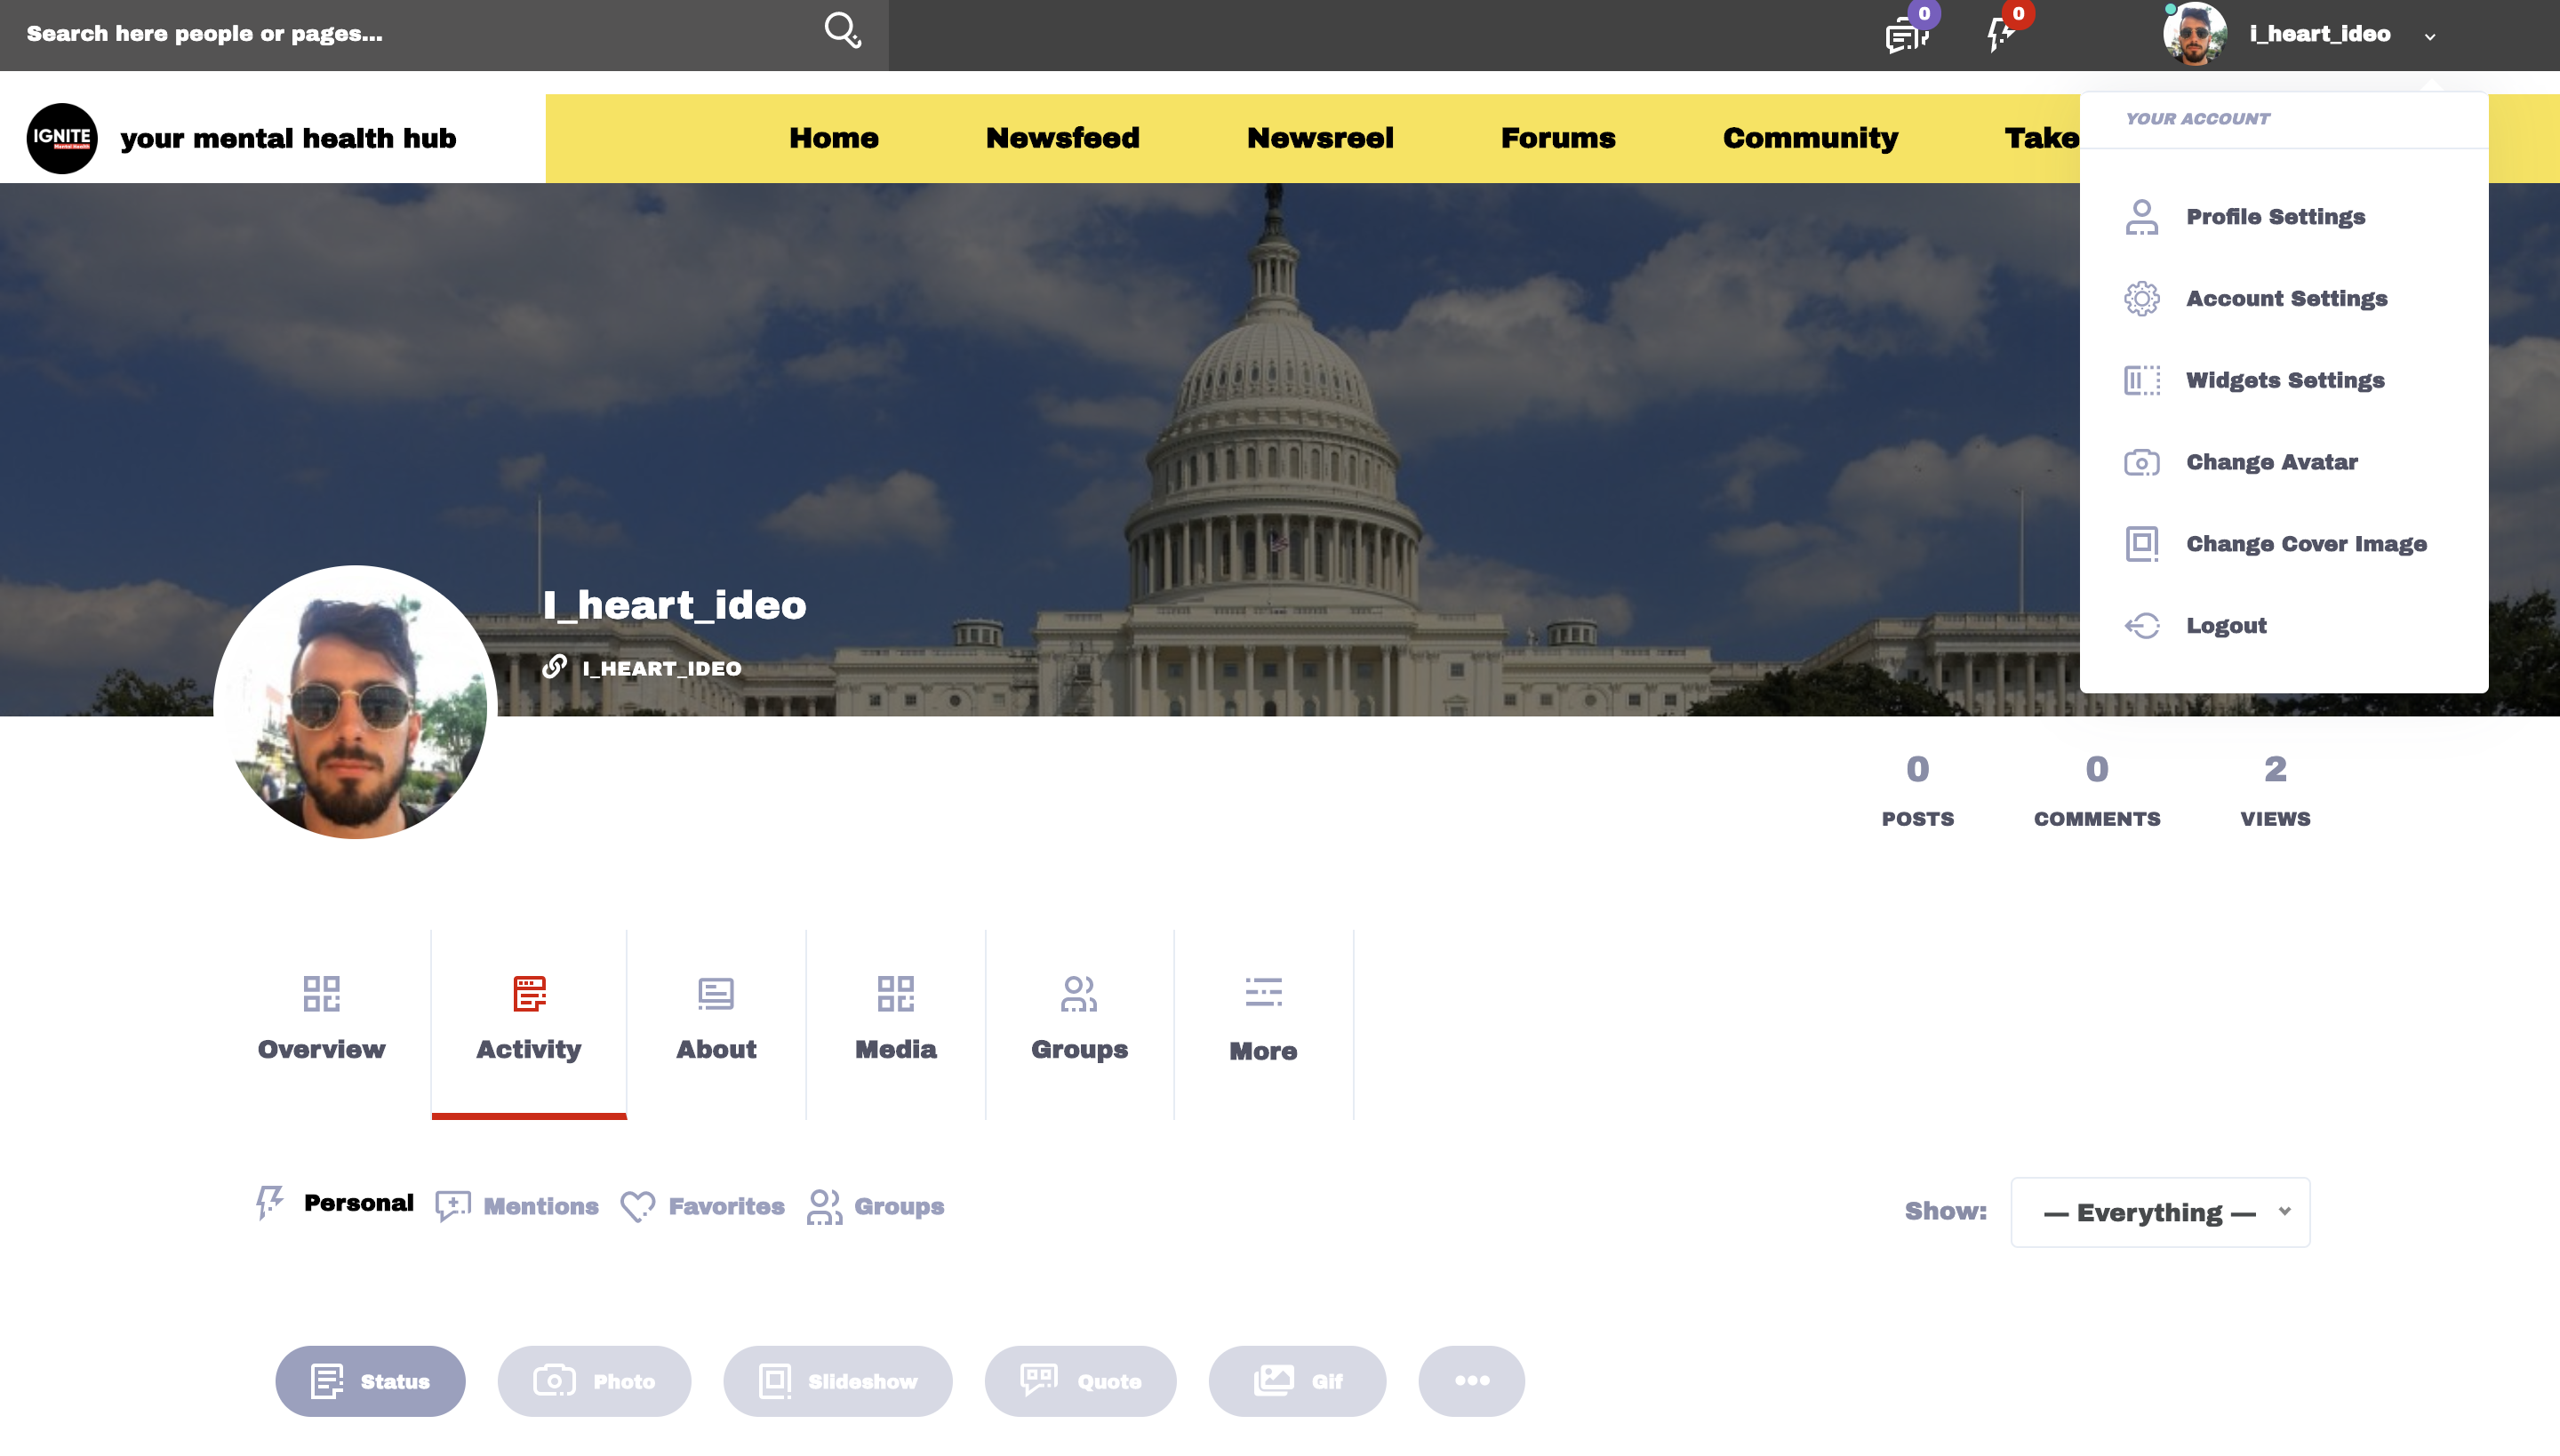 Search here people or pages...
0
0
i_heart_ideo
IGNITE
Mental Health
your mental health hub
Home
Newsfeed
Newsreel
Forums
Community
Take
YOUR ACCOUNT
Profile Settings
Account Settings
Widgets Settings
Change Avatar
Change Cover Image
Logout
I_heart_ideo
I_HEART_IDEO
0
POSTS
0
COMMENTS
2
VIEWS
Overview
Activity
About
Media
Groups
More
Personal
Mentions
Favorites
Groups
Show:
— Everything —
Status
Photo
Slideshow
Quote
Gif